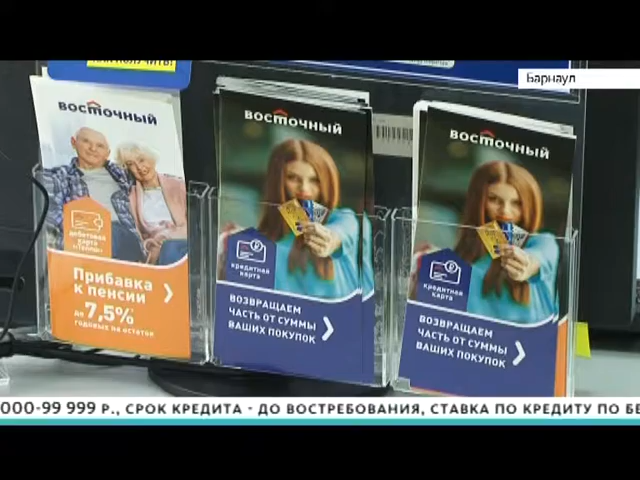 Барнаул
ВОСТОЧНЫЙ
дебетовая
карта
«Тепло»
Прибавка
к пенсии
до 7,5%
годовых на остаток
ВОСТОЧНЫЙ
кредитная
карта
ВОЗВРАЩАЕМ
ЧАСТЬ ОТ СУММЫ
ВАШИХ ПОКУПОК
ВОСТОЧНЫЙ
кредитная
карта
ВОЗВРАЩАЕМ
ЧАСТЬ ОТ СУММЫ
ВАШИХ ПОКУПОК
000-99 999 Р., СРОК КРЕДИТА - ДО ВОСТРЕБОВАНИЯ, СТАВКА ПО КРЕДИТУ ПО БЕ